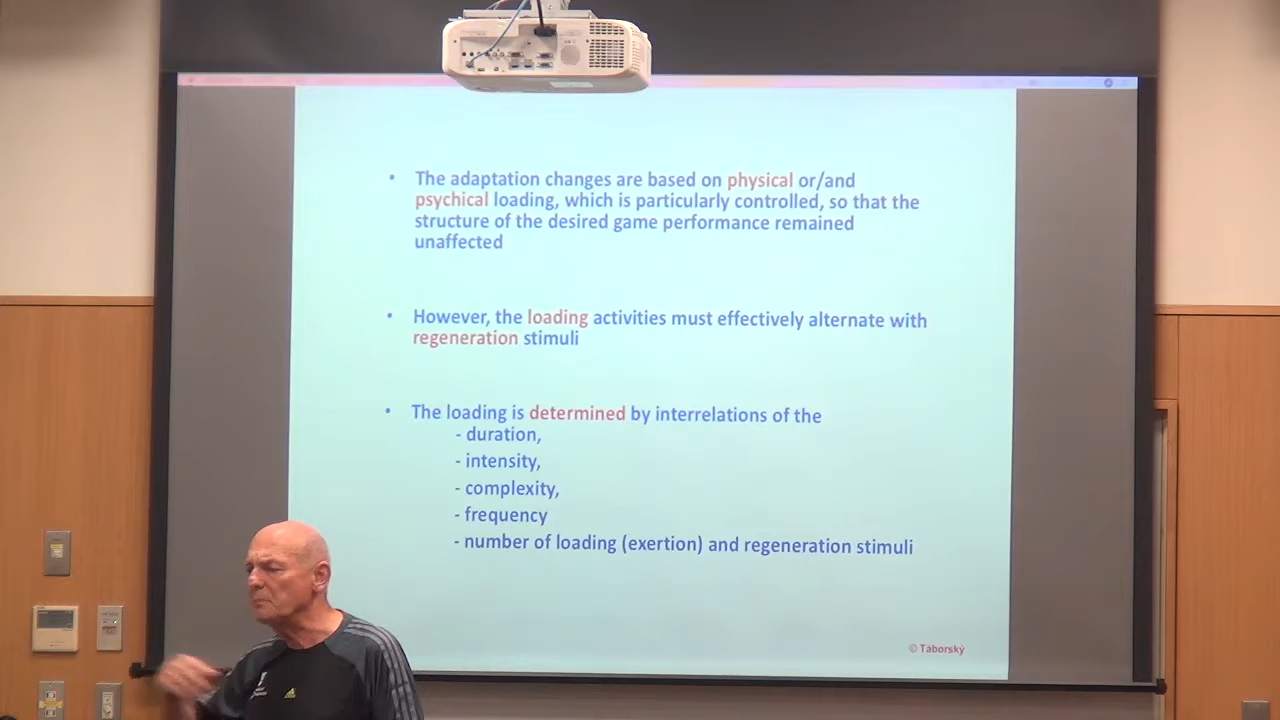 • The adaptation changes are based on physical or/and
psychical loading, which is particularly controlled, so that the
structure of the desired game performance remained
unaffected
• However, the loading activities must effectively alternate with
regeneration stimuli
• The loading is determined by interrelations of the
- duration,
- intensity,
- complexity,
- frequency
- number of loading (exertion) and regeneration stimuli
© Táborský